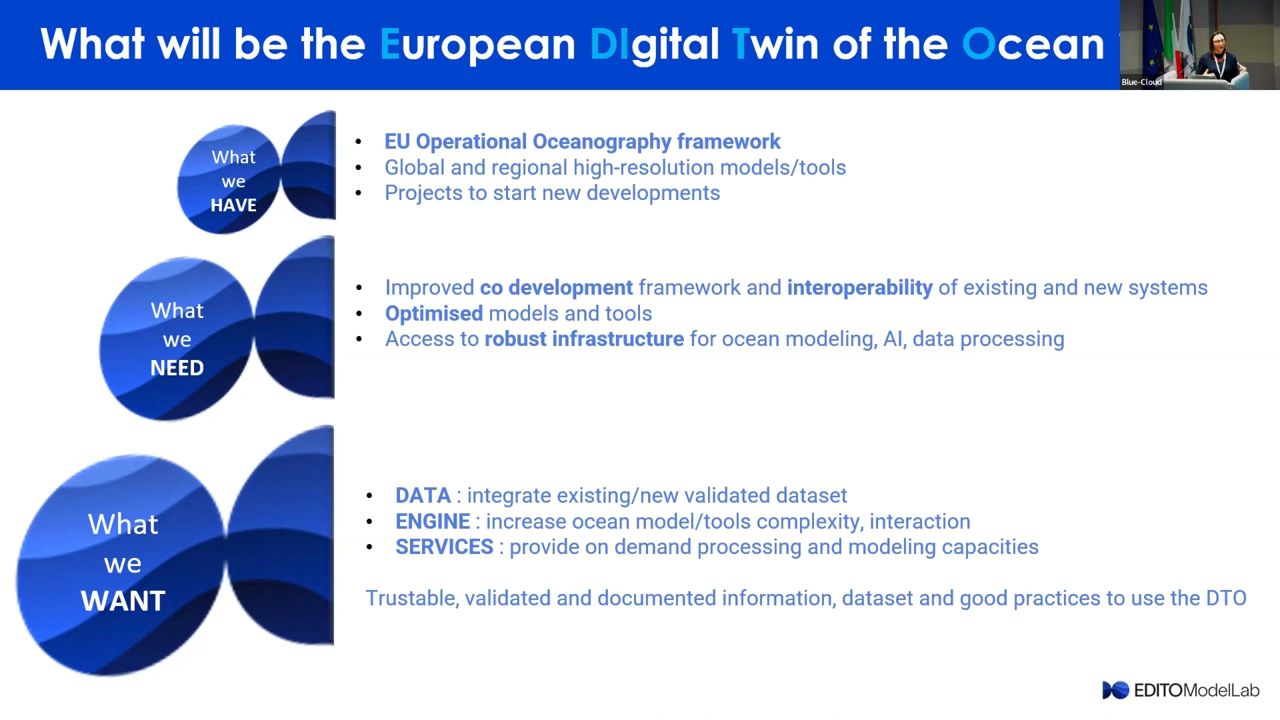 What will be the European DIgital Twin of the Ocean
Blue-Cloud
What
we
HAVE
• EU Operational Oceanography framework
• Global and regional high-resolution models/tools
• Projects to start new developments
What
we
NEED
• Improved co development framework and interoperability of existing and new systems
• Optimised models and tools
• Access to robust infrastructure for ocean modeling, AI, data processing
What
we
WANT
• DATA : integrate existing/new validated dataset
• ENGINE : increase ocean model/tools complexity, interaction
• SERVICES : provide on demand processing and modeling capacities
Trustable, validated and documented information, dataset and good practices to use the DTO
EDITOModelLab